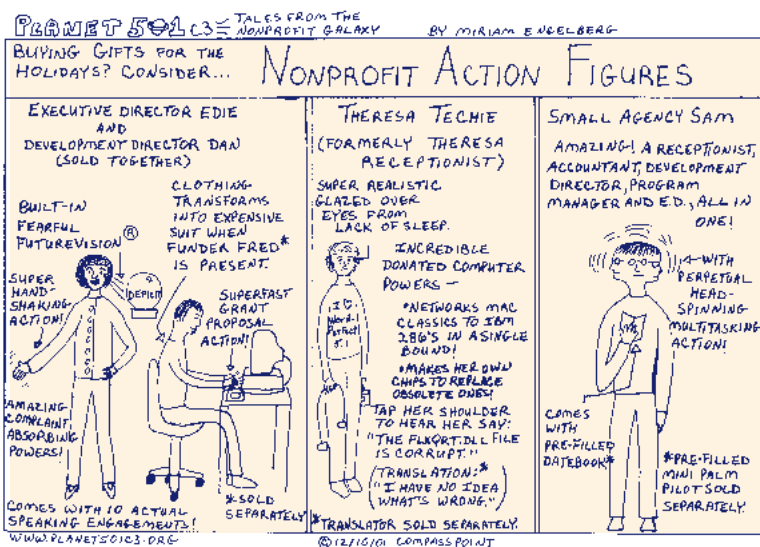 PLANET 501C3
TALES FROM THE
NONPROFIT GALAXY
BY MIRIAM ENGELBERG
BUYING GIFTS FOR THE
HOLIDAYS? CONSIDER...
NONPROFIT ACTION FIGURES
EXECUTIVE DIRECTOR EDIE
AND
DEVELOPMENT DIRECTOR DAN
(SOLD TOGETHER)
BUILT-IN
FEARFUL
FUTUREVISION®
CLOTHING
TRANSFORMS
INTO EXPENSIVE
SUIT WHEN
FUNDER FRED*
IS PRESENT.
SUPER
HAND-
SHAKING
ACTION!
DEFICIT
SUPERFAST
GRANT
PROPOSAL
ACTION!
AMAZING
COMPLAINT
ABSORBING
POWERS!
COMES WITH 10 ACTUAL
SPEAKING ENGAGEMENTS!
*SOLD
SEPARATELY
THERESA TECHIE
(FORMERLY THERESA
RECEPTIONIST)
SUPER REALISTIC
GLAZED OVER
EYES FROM
LACK OF SLEEP.
INCREDIBLE
DONATED COMPUTER
POWERS –
I ♡
Word-
Perfect
5.1
•NETWORKS MAC
CLASSICS TO IBM
286'S IN A SINGLE
BOUND!
•MAKES HER OWN
CHIPS TO REPLACE
OBSOLETE ONES!
TAP HER SHOULDER
TO HEAR HER SAY:
"THE FLXQRT.DLL FILE
IS CORRUPT."
(TRANSLATION:*
"I HAVE NO IDEA
WHAT'S WRONG.")
*TRANSLATOR SOLD SEPARATELY.
SMALL AGENCY SAM
AMAZING! A RECEPTIONIST,
ACCOUNTANT, DEVELOPMENT
DIRECTOR, PROGRAM
MANAGER AND E.D., ALL IN
ONE!
WITH
PERPETUAL
HEAD-
SPINNING
MULTITASKING
ACTION!
COMES
WITH
PRE-FILLED
DATEBOOK*
*PRE-FILLED
MINI PALM
PILOT SOLD
SEPARATELY.
WWW.PLANET501C3.ORG
©12/10/01 COMPASSPOINT